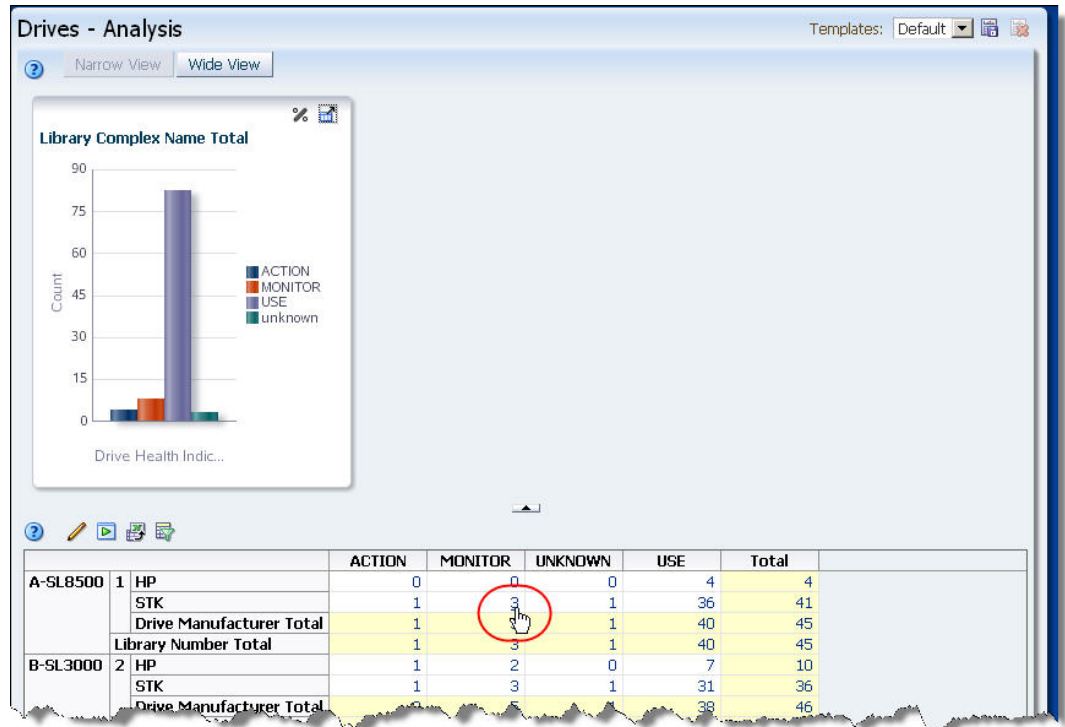 Drives - Analysis
Templates: Default
Narrow View Wide View
Library Complex Name Total
90
75
60
45
30
15
0
Count
ACTION
MONITOR
USE
unknown
Drive Health Indic...
ACTION MONITOR UNKNOWN USE Total
A-SL8500 1 HP 0 0 0 4 4
STK 1 3 1 36 41
Drive Manufacturer Total 1 1 40 45
Library Number Total 1 3 1 40 45
B-SL3000 2 HP 1 2 0 7 10
STK 1 3 1 31 36
Drive Manufacturer Total 38 46